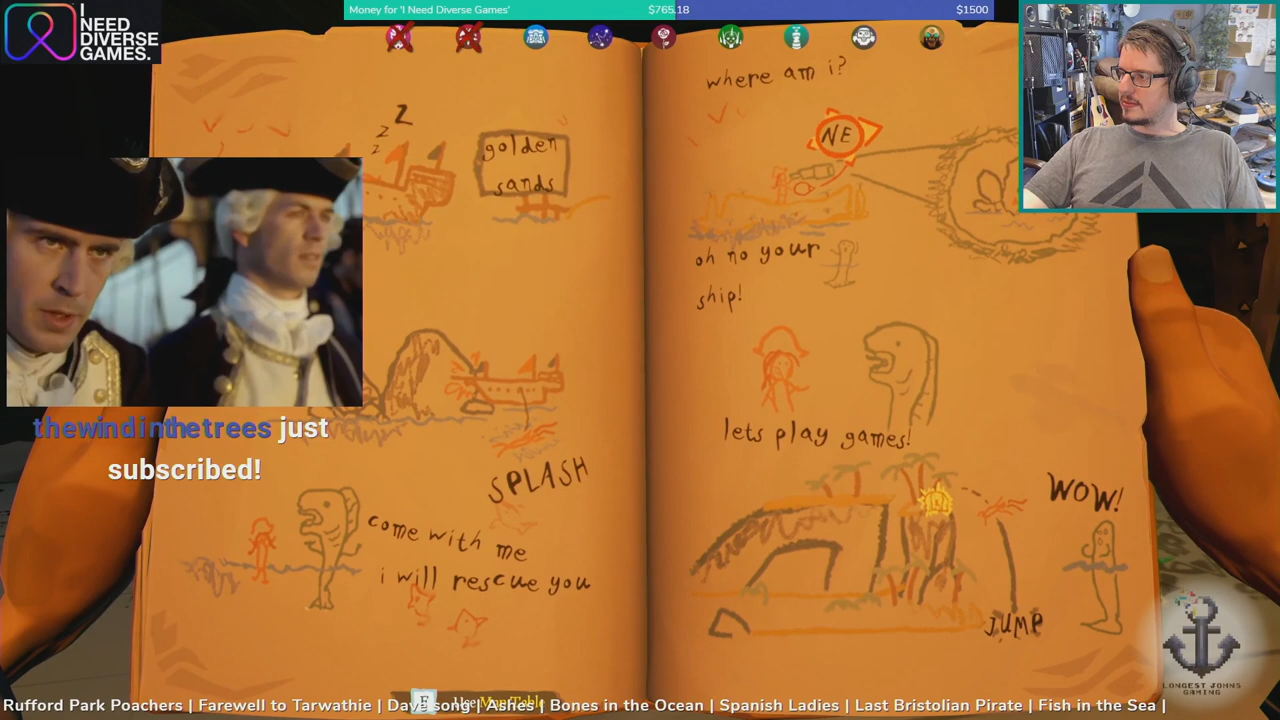 I
NEED
DIVERSE
GAMES.
Money for 'I Need Diverse Games'
$765.18
$1500
z
z
z
golden
sands
SPLASH
come with me
i will rescue you
where am i?
NE
oh no your
ship!
lets play games!
WOW!
JUMP
thewindinthetrees just
subscribed!
F Use Map Table
LONGEST JOHNS
GAMING
Rufford Park Poachers | Farewell to Tarwathie | Dave song | Ashes | Bones in the Ocean | Spanish Ladies | Last Bristolian Pirate | Fish in the Sea |